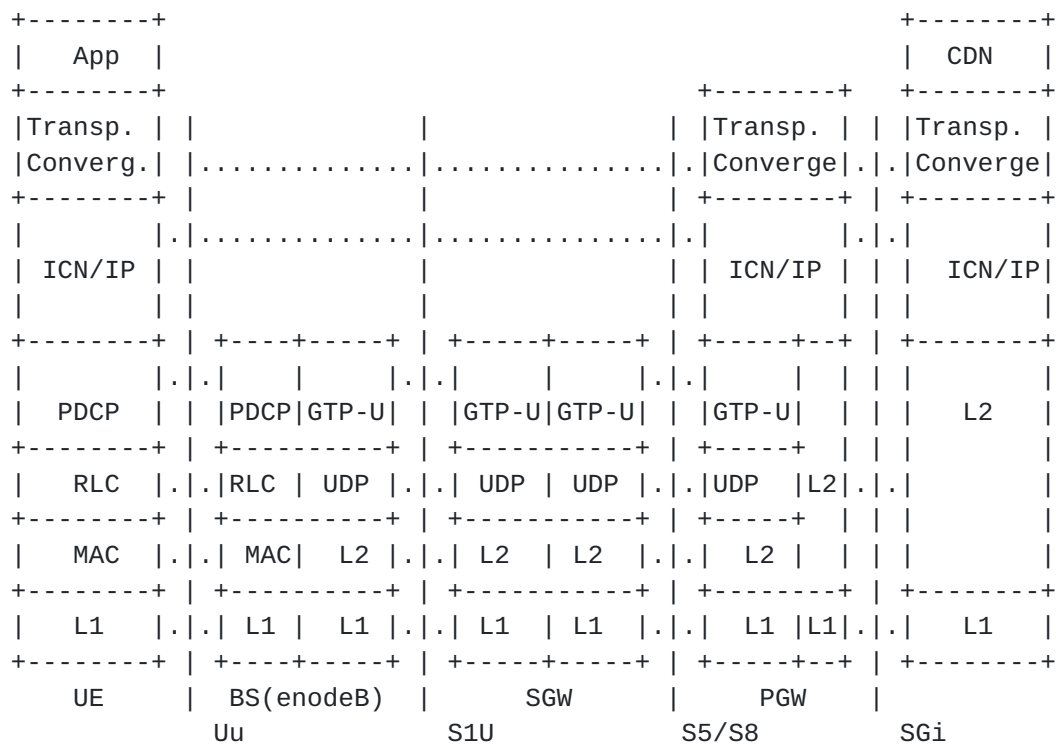 +--------+                                               +--------+
|   App  |                                               |  CDN   |
+--------+                                  +--------+   +--------+
|Transp. | |              |               | |Transp. | | |Transp. |
|Converg.| |..............|...............|.|Converge|.|.|Converge|
+--------+ |              |               | +--------+ | +--------+
|        |.|..............|...............|.|        |.|.|        |
| ICN/IP | |              |               | | ICN/IP | | |  ICN/IP|
|        | |              |               | |        | | |        |
+--------+ | +----+-----+ | +-----+-----+ | +-----+--+ | +--------+
|        |.|.|    |     |.|.|     |     |.|.|     |  | | |        |
|  PDCP  | | |PDCP|GTP-U| | |GTP-U|GTP-U| | |GTP-U|  | | |   L2   |
+--------+ | +----------+ | +-----------+ | +-----+  | | |        |
|   RLC  |.|.|RLC | UDP |.|.| UDP | UDP |.|.|UDP  |L2|.|.|        |
+--------+ | +----------+ | +-----------+ | +-----+  | | |        |
|   MAC  |.|.| MAC|  L2 |.|.| L2  | L2  |.|.|  L2 |  | | |        |
+--------+ | +----------+ | +-----------+ | +--------+ | +--------+
|   L1   |.|.| L1 |  L1 |.|.| L1  | L1  |.|.|  L1 |L1|.|.|   L1   |
+--------+ | +----+-----+ | +-----+-----+ | +-----+--+ | +--------+
    UE     |  BS(enodeB)  |      SGW      |     PGW    |
          Uu             S1U            S5/S8         SGi